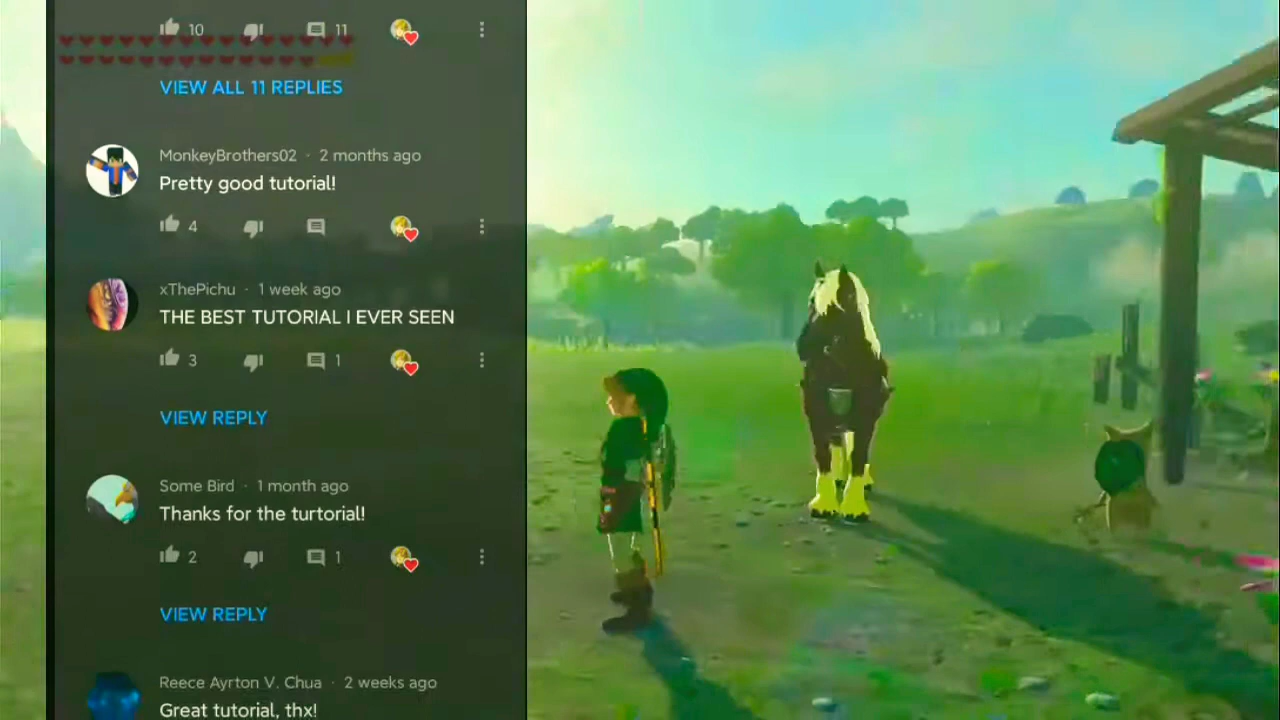 10 11
VIEW ALL 11 REPLIES
MonkeyBrothers02 · 2 months ago
Pretty good tutorial!
4
xThePichu · 1 week ago
THE BEST TUTORIAL I EVER SEEN
3 1
VIEW REPLY
Some Bird · 1 month ago
Thanks for the turtorial!
2 1
VIEW REPLY
Reece Ayrton V. Chua · 2 weeks ago
Great tutorial, thx!